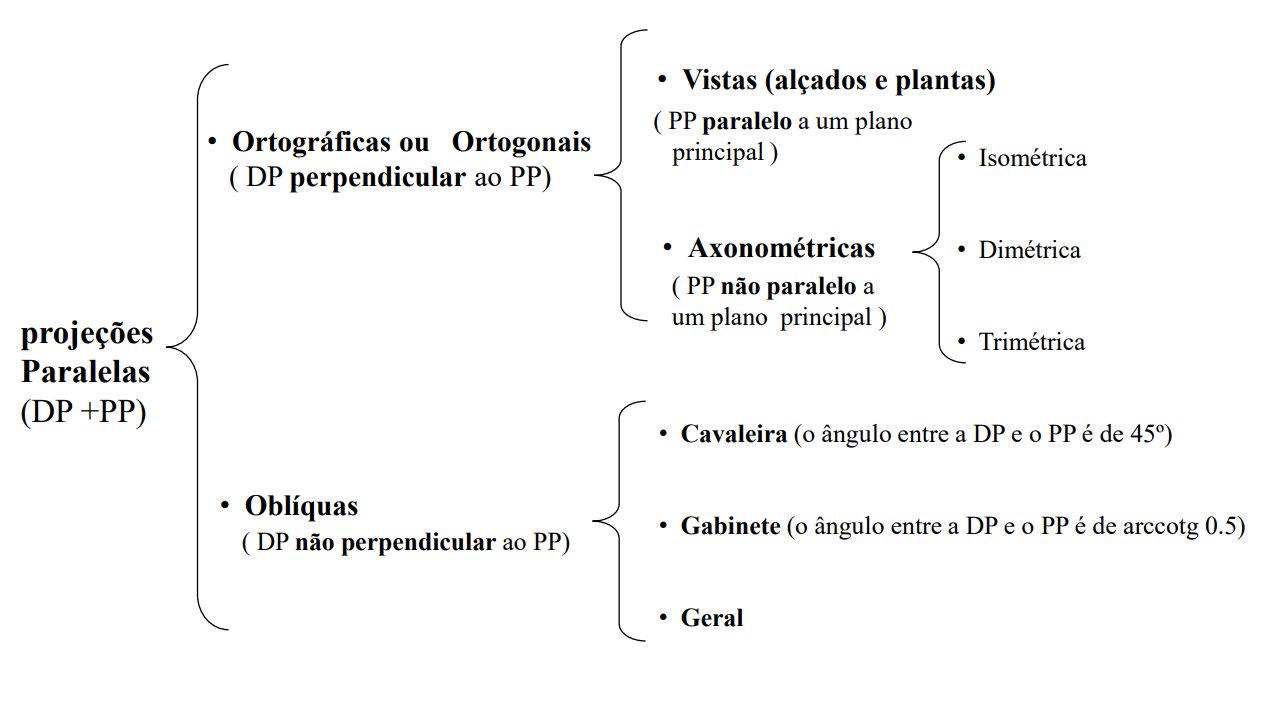 projeções
Paralelas
(DP +PP)
• Ortográficas ou Ortogonais
( DP perpendicular ao PP)
• Vistas (alçados e plantas)
( PP paralelo a um plano
principal )
• Axonométricas
( PP não paralelo a
um plano principal )
• Isométrica
• Dimétrica
• Trimétrica
• Oblíquas
( DP não perpendicular ao PP)
• Cavaleira (o ângulo entre a DP e o PP é de 45º)
• Gabinete (o ângulo entre a DP e o PP é de arccotg 0.5)
• Geral